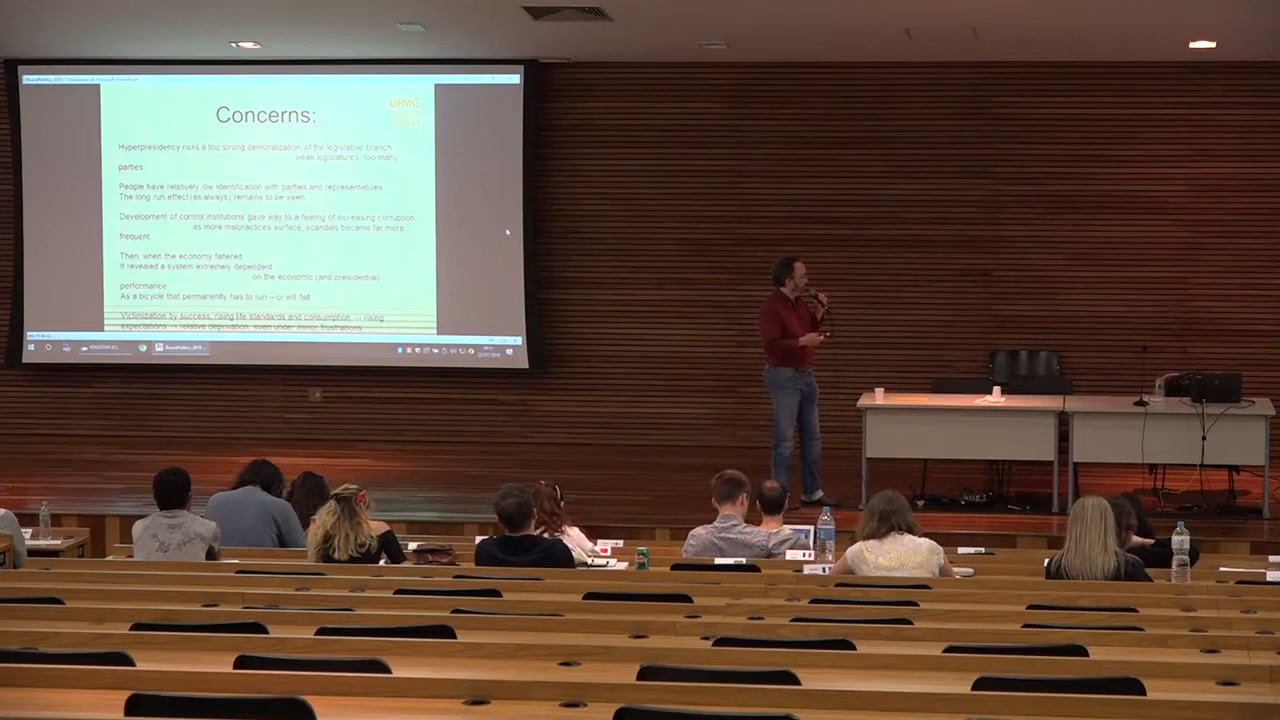 Concerns:
UFMG
Hyperpresidency risks a too strong demoralization of the legislative branch
weak legislatures, too many
parties
People have relatively low identification with parties and representatives
The long run effect (as always) remains to be seen
Development of control institutions gave way to a feeling of increasing corruption
as more malpractices surface, scandals became far more
frequent.
Then, when the economy faltered
It revealed a system extremely dependent
on the economic (and presidential)
performance.
As a bicycle that permanently has to run – or will fall
Victimization by success, rising life standards and consumption → rising
expectations → relative deprivation, even under minor frustrations